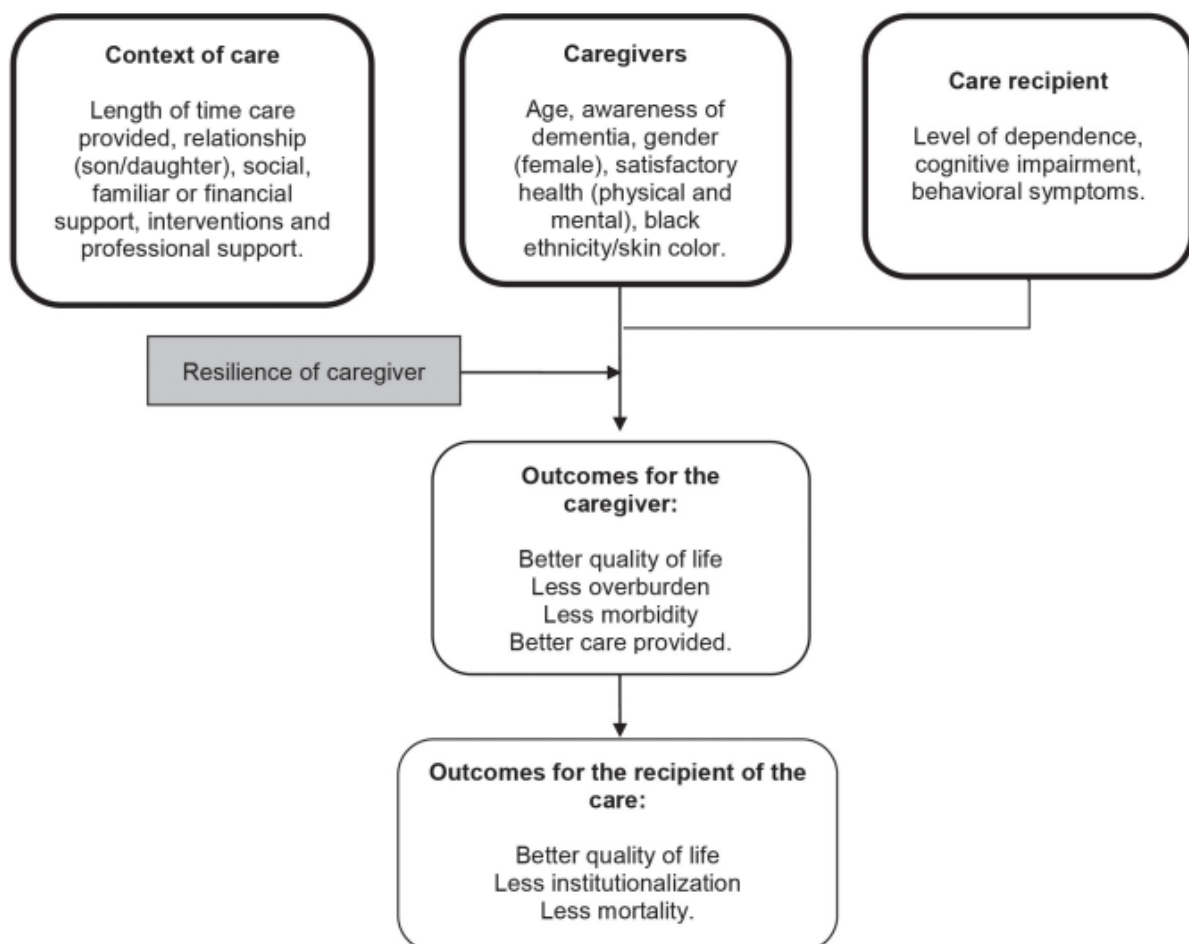 Context of care
Length of time care
provided, relationship
(son/daughter), social,
familiar or financial
support, interventions and
professional support.
Caregivers
Age, awareness of
dementia, gender
(female), satisfactory
health (physical and
mental), black
ethnicity/skin color.
Care recipient
Level of dependence,
cognitive impairment,
behavioral symptoms.
Resilience of caregiver
Outcomes for the
caregiver:
Better quality of life
Less overburden
Less morbidity
Better care provided.
Outcomes for the recipient of the
care:
Better quality of life
Less institutionalization
Less mortality.